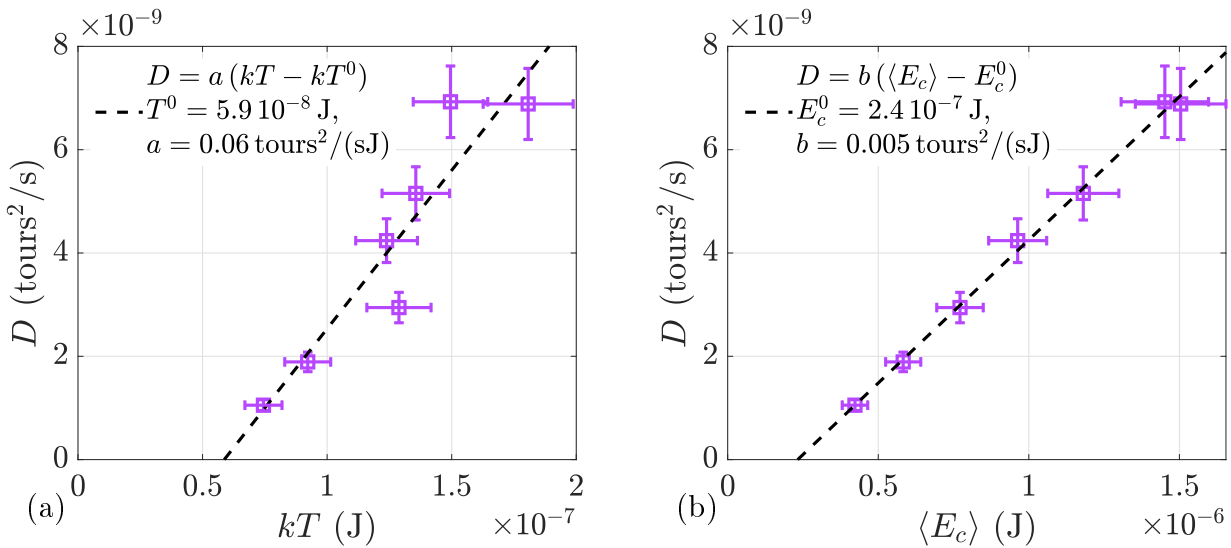 ×10⁻⁹
8
6
4
2
0
D (tours²/s)
D = a (kT − kT⁰)
T⁰ = 5.9 10⁻⁸ J,
a = 0.06 tours²/(sJ)
0 0.5 1 1.5 2
(a)
kT (J)
×10⁻⁷
×10⁻⁹
8
6
4
2
0
D (tours²/s)
D = b (⟨E_c⟩ − E_c⁰)
E_c⁰ = 2.4 10⁻⁷ J,
b = 0.005 tours²/(sJ)
0 0.5 1 1.5
(b)
⟨E_c⟩ (J)
×10⁻⁶